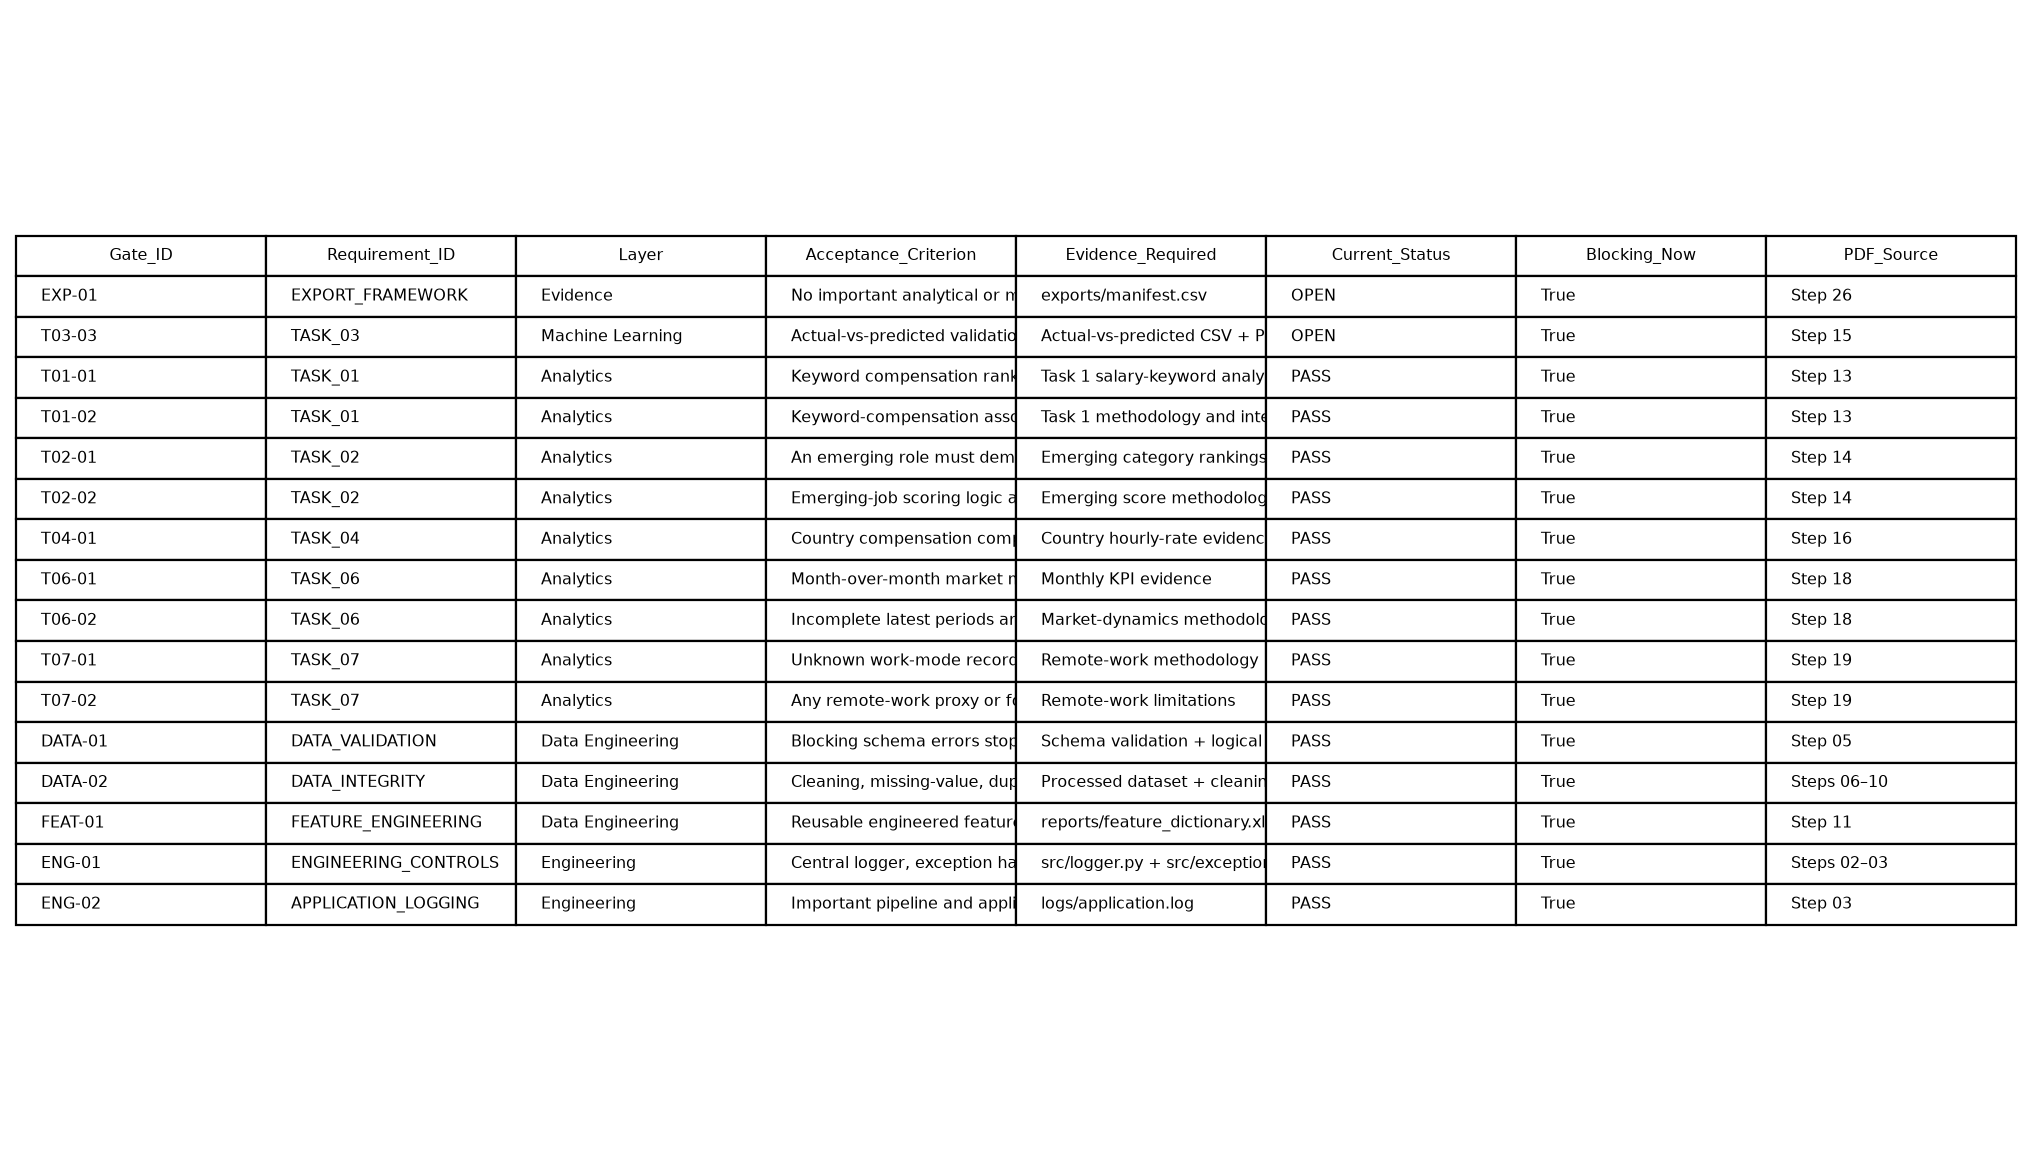 Gate_ID Requirement_ID Layer Acceptance_Criterion Evidence_Required Current_Status Blocking_Now PDF_Source
EXP-01 EXPORT_FRAMEWORK Evidence No important analytical or exports/manifest.csv OPEN True Step 26
T03-03 TASK_03 Machine Learning Actual-vs-predicted validatio Actual-vs-predicted CSV + P OPEN True Step 15
T01-01 TASK_01 Analytics Keyword compensation rank Task 1 salary-keyword analy PASS True Step 13
T01-02 TASK_01 Analytics Keyword-compensation asso Task 1 methodology and inte PASS True Step 13
T02-01 TASK_02 Analytics An emerging role must dem Emerging category rankings PASS True Step 14
T02-02 TASK_02 Analytics Emerging-job scoring logic a Emerging score methodolog PASS True Step 14
T04-01 TASK_04 Analytics Country compensation comp Country hourly-rate evidenc PASS True Step 16
T06-01 TASK_06 Analytics Month-over-month market Monthly KPI evidence PASS True Step 18
T06-02 TASK_06 Analytics Incomplete latest periods ar Market-dynamics methodolo PASS True Step 18
T07-01 TASK_07 Analytics Unknown work-mode record Remote-work methodology PASS True Step 19
T07-02 TASK_07 Analytics Any remote-work proxy or fo Remote-work limitations PASS True Step 19
DATA-01 DATA_VALIDATION Data Engineering Blocking schema errors stop Schema validation + logical PASS True Step 05
DATA-02 DATA_INTEGRITY Data Engineering Cleaning, missing-value, dup Processed dataset + cleanin PASS True Steps 06–10
FEAT-01 FEATURE_ENGINEERING Data Engineering Reusable engineered feature reports/feature_dictionary.xl PASS True Step 11
ENG-01 ENGINEERING_CONTROLS Engineering Central logger, exception ha src/logger.py + src/exception PASS True Steps 02–03
ENG-02 APPLICATION_LOGGING Engineering Important pipeline and appli logs/application.log PASS True Step 03